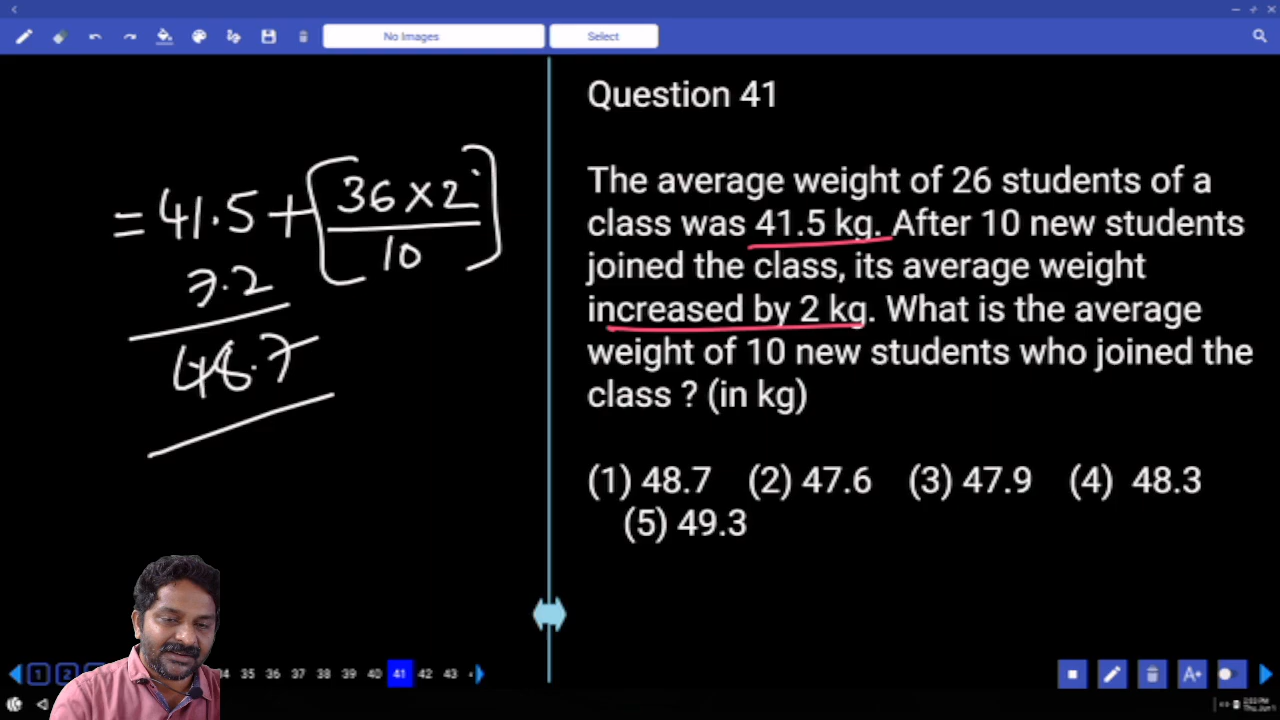 No Images
Select
= 41.5 + [36 × 2
10]
7.2
48.7
Question 41
The average weight of 26 students of a
class was 41.5 kg. After 10 new students
joined the class, its average weight
increased by 2 kg. What is the average
weight of 10 new students who joined the
class ? (in kg)
(1) 48.7 (2) 47.6 (3) 47.9 (4) 48.3
(5) 49.3
1 2 34 35 36 37 38 39 40 41 42 43
A+